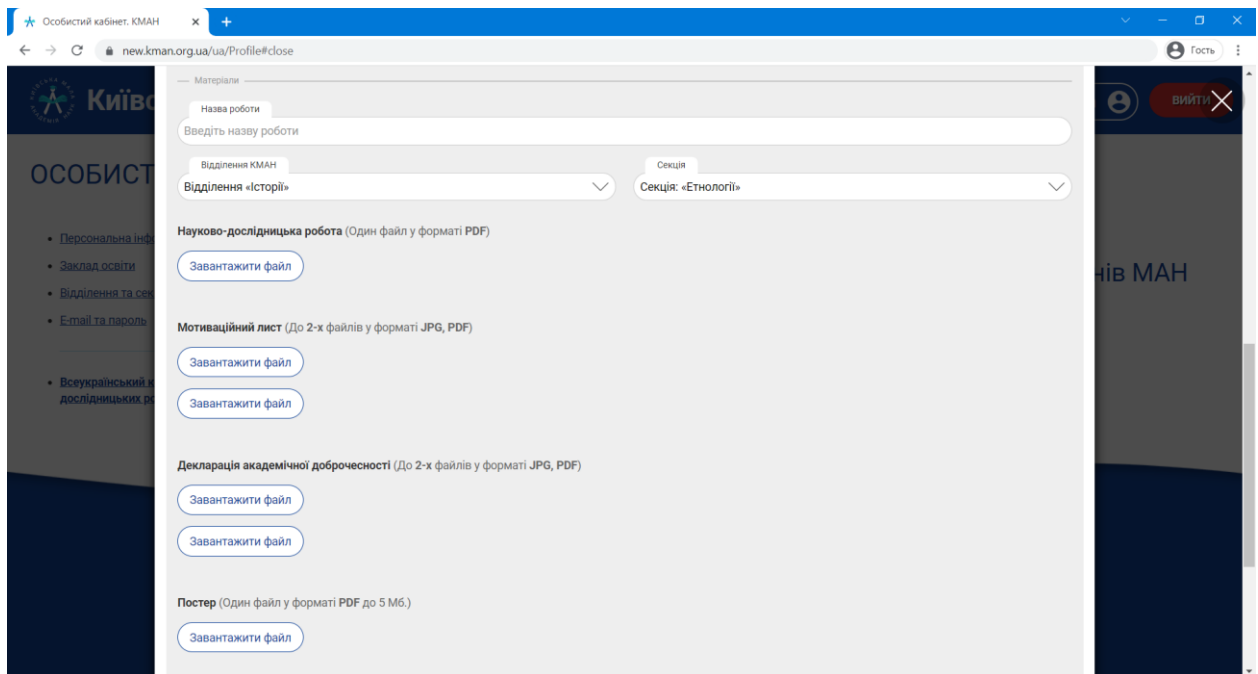 Особистий кабінет. КМАН
new.kman.org.ua/ua/Profile#close
Гость
Київс
ВИЙТИ
ОСОБИСТ
Персональна інфо
Заклад освіти
Відділення та сек
E-mail та пароль
Всеукраїнський к
дослідницьких ро
нів МАН
Матеріали
Назва роботи
Введіть назву роботи
Відділення КМАН
Секція
Відділення «Історії»
Секція: «Етнології»
Науково-дослідницька робота (Один файл у форматі PDF)
Завантажити файл
Мотиваційний лист (До 2-х файлів у форматі JPG, PDF)
Завантажити файл
Завантажити файл
Декларація академічної доброчесності (До 2-х файлів у форматі JPG, PDF)
Завантажити файл
Завантажити файл
Постер (Один файл у форматі PDF до 5 Мб.)
Завантажити файл